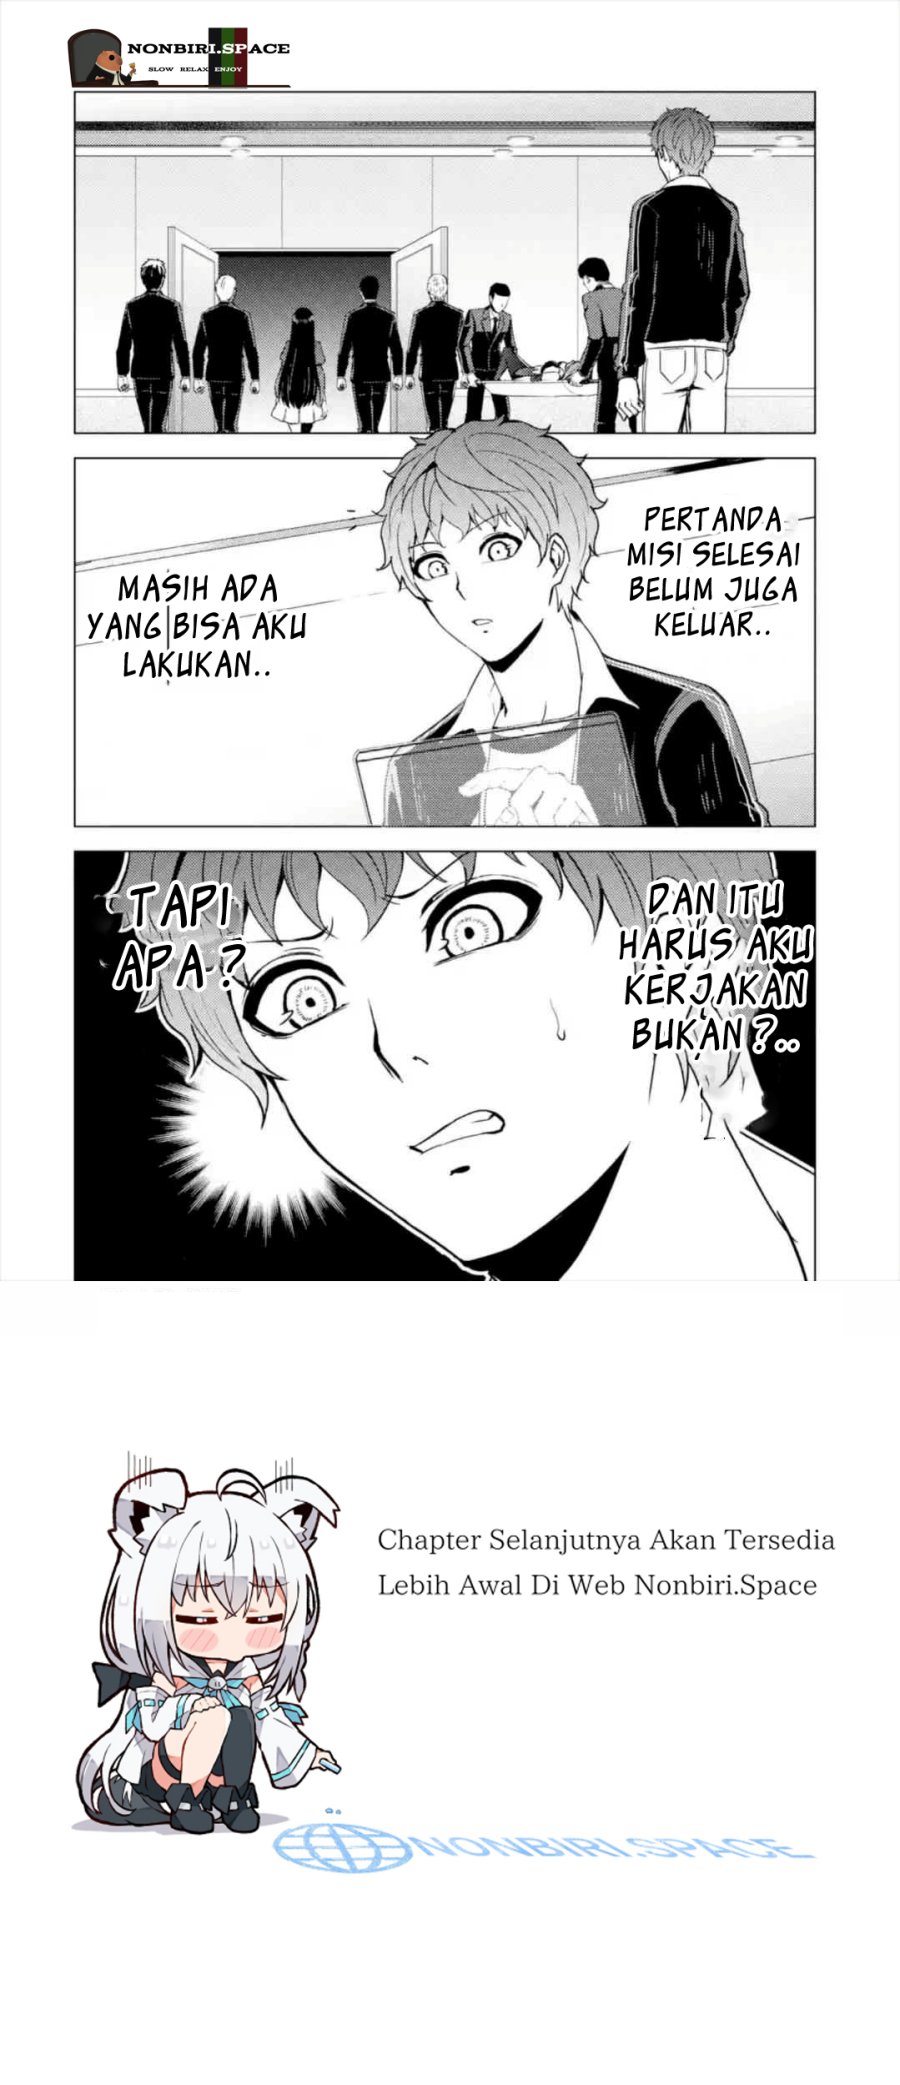 NONBIRI.SPACE
SLOW RELAX ENJOY
PERTANDA
MISI SELESAI
BELUM JUGA
KELUAR..
MASIH ADA
YANG BISA AKU
LAKUKAN..
DAN ITU
HARUS AKU
KERJAKAN
BUKAN?..
TAPI
APA?
Chapter Selanjutnya Akan Tersedia
Lebih Awal Di Web Nonbiri.Space
NONBIRI.SPACE